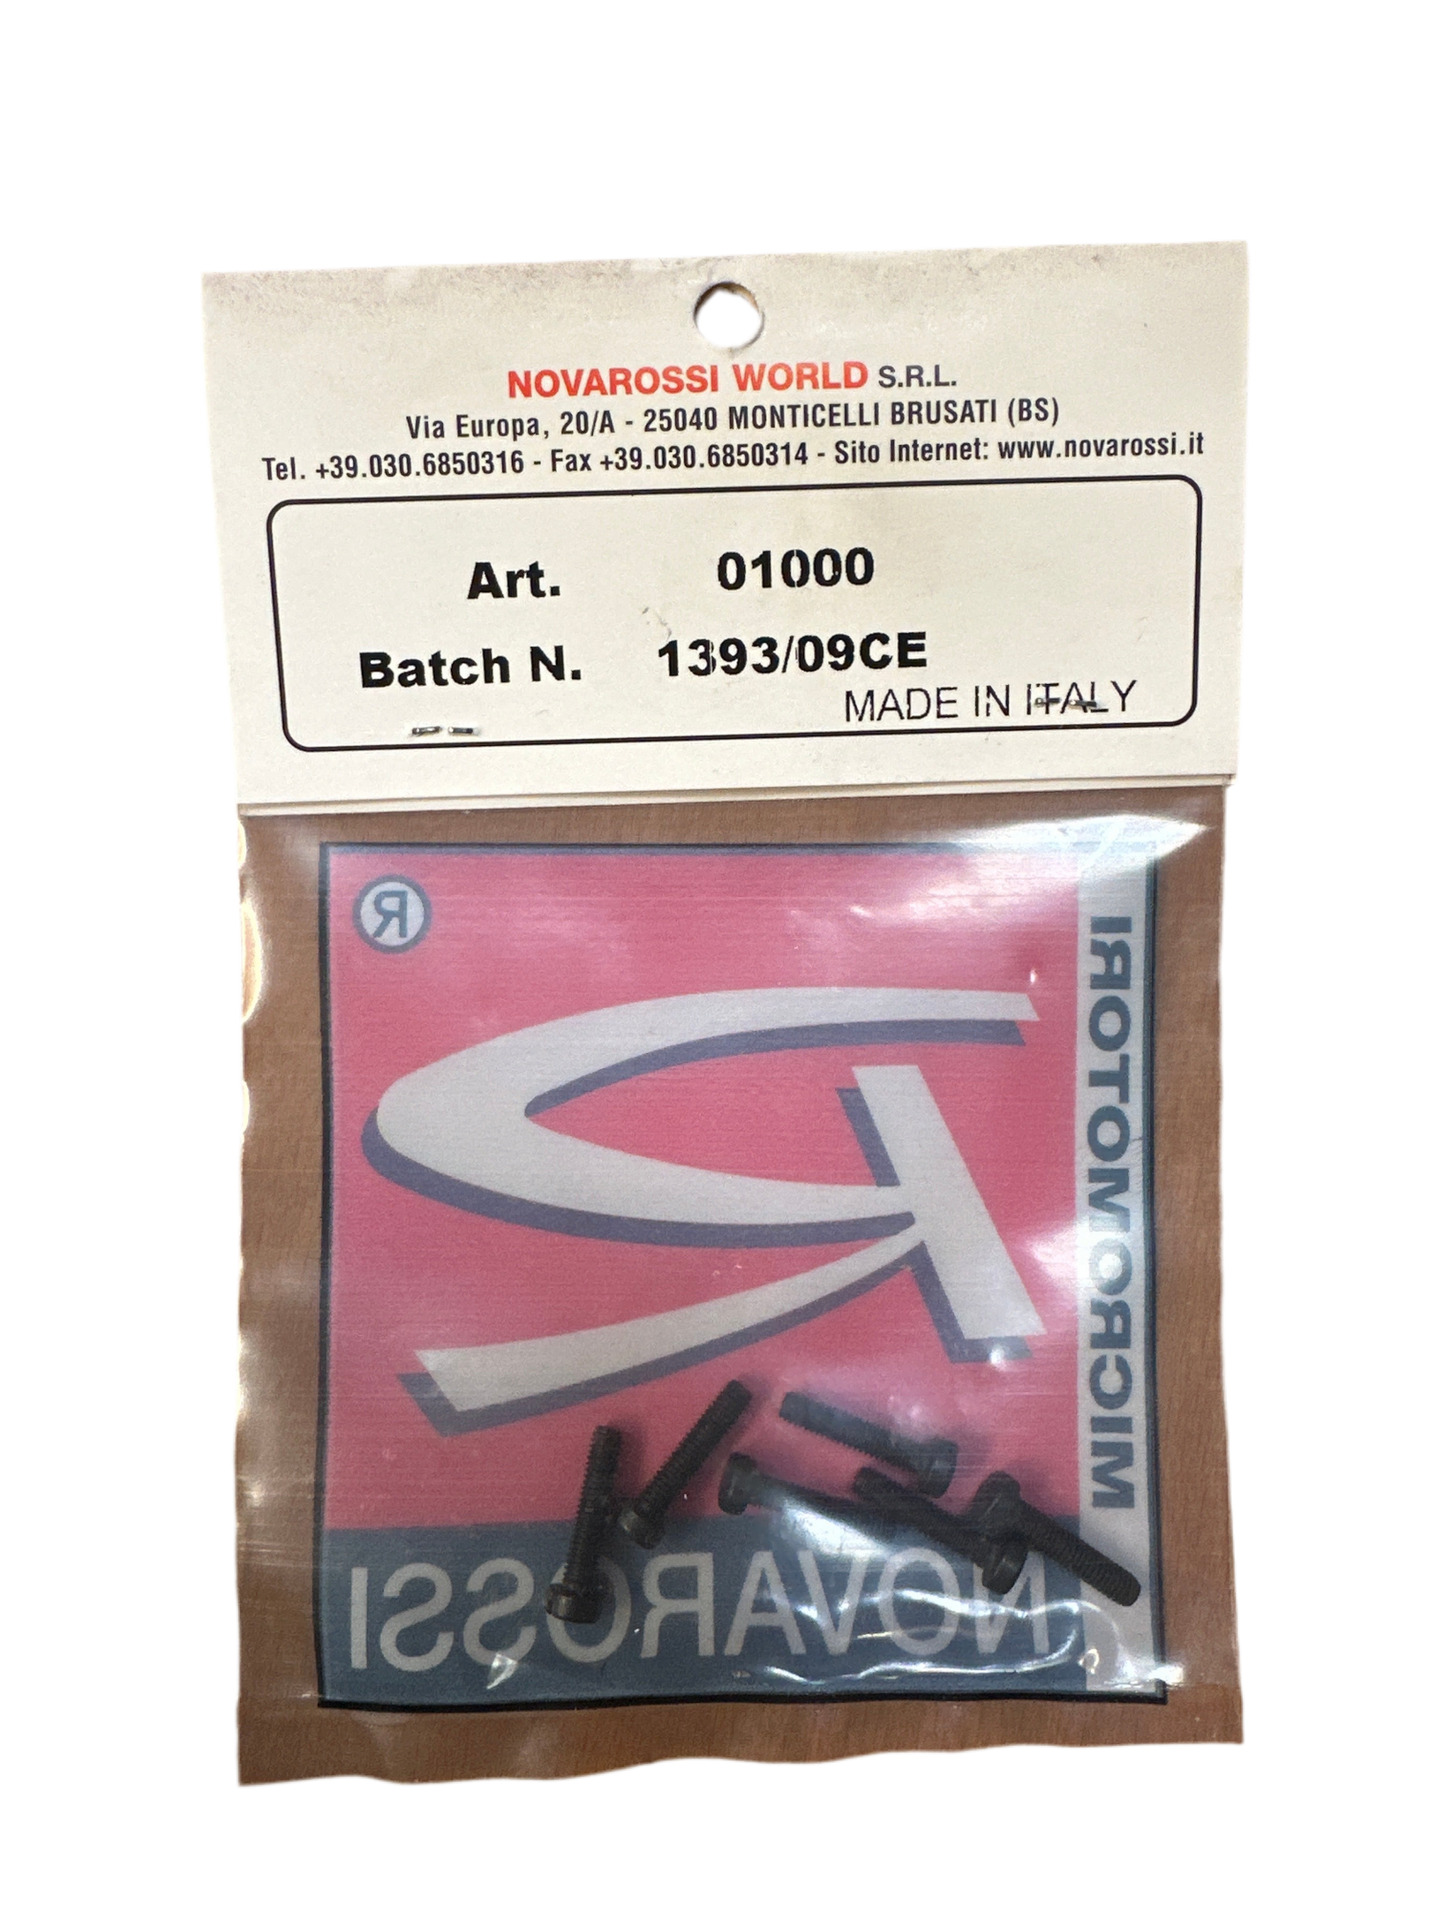 NOVAROSSI WORLD S.R.L.
Via Europa, 20/A - 25040 MONTICELLI BRUSATI (BS)
Tel. +39.030.6850316 - Fax +39.030.6850314 - Sito Internet: www.novarossi.it
Art. 01000
Batch N. 1393/09CE
MADE IN ITALY
®
R
MICROMOTORI
NOVAROSSI